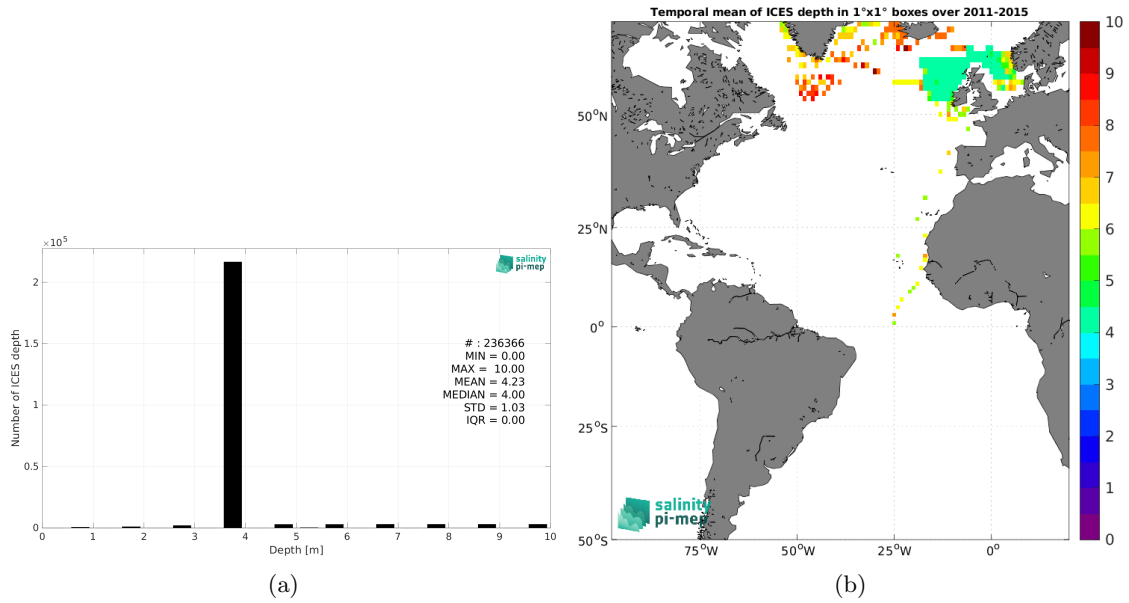 ×10⁵
2
1.5
1
0.5
0
0 1 2 3 4 5 6 7 8 9 10
Number of ICES depth
Depth [m]
salinity
pi-mep
# : 236366
MIN = 0.00
MAX = 10.00
MEAN = 4.23
MEDIAN = 4.00
STD = 1.03
IQR = 0.00
(a)
Temporal mean of ICES depth in 1°x1° boxes over 2011-2015
50°N
25°N
0°
25°S
50°S
75°W 50°W 25°W 0°
salinity
pi-mep
10
9
8
7
6
5
4
3
2
1
0
(b)